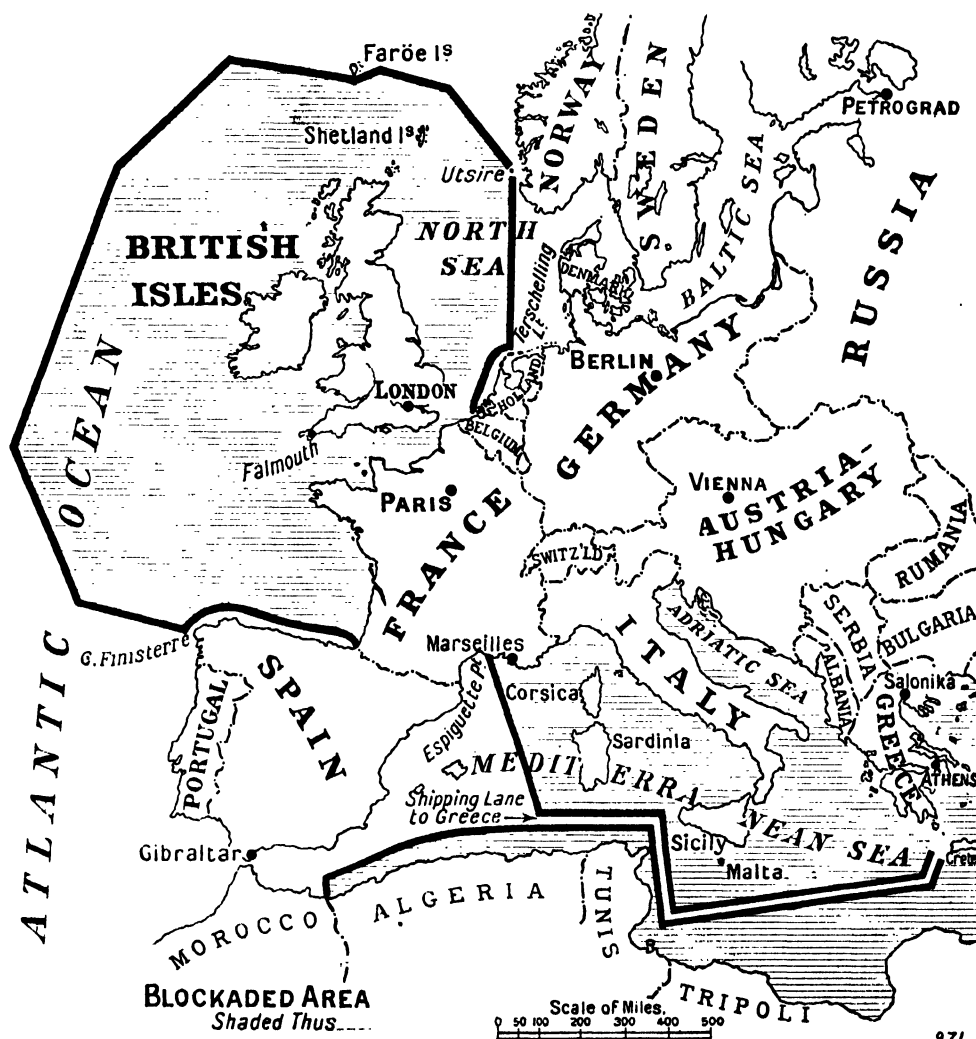 Faröe Is
PETROGRAD
Shetland Is
Utsire
NORWAY
SWEDEN
BALTIC SEA
RUSSIA
NORTH
SEA
BRITISH
ISLES
DENMARK
Terschelling
Lt.
BERLIN
GERMANY
HOLLAND
LONDON
BELGIUM
Falmouth
OCEAN
PARIS
VIENNA
AUSTRIA-
HUNGARY
FRANCE
SWITZ'LD
RUMANIA
SERBIA
BULGARIA
ADRIATIC SEA
ITALY
ALBANIA
Salonika
GREECE
ATHENS
C. Finisterre
Marseilles
Espiguette Pt
Corsica
Sardinia
SPAIN
PORTUGAL
MEDITERRANEAN SEA
Shipping Lane
to Greece
Sicily
Malta
Crete
Gibraltar
ATLANTIC
MOROCCO
ALGERIA
TUNIS
TRIPOLI
BLOCKADED AREA
Shaded Thus
Scale of Miles.
0 50 100 200 300 400 500